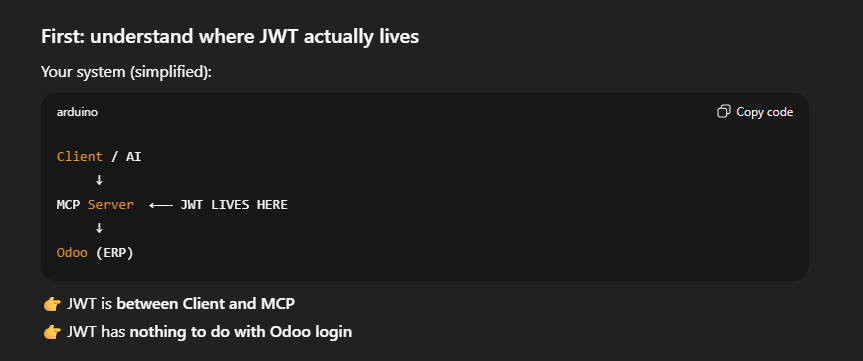 First: understand where JWT actually lives
Your system (simplified):
arduino Copy code
Client / AI
↓
MCP Server ⟵ JWT LIVES HERE
↓
Odoo (ERP)
👉 JWT is between Client and MCP
👉 JWT has nothing to do with Odoo login